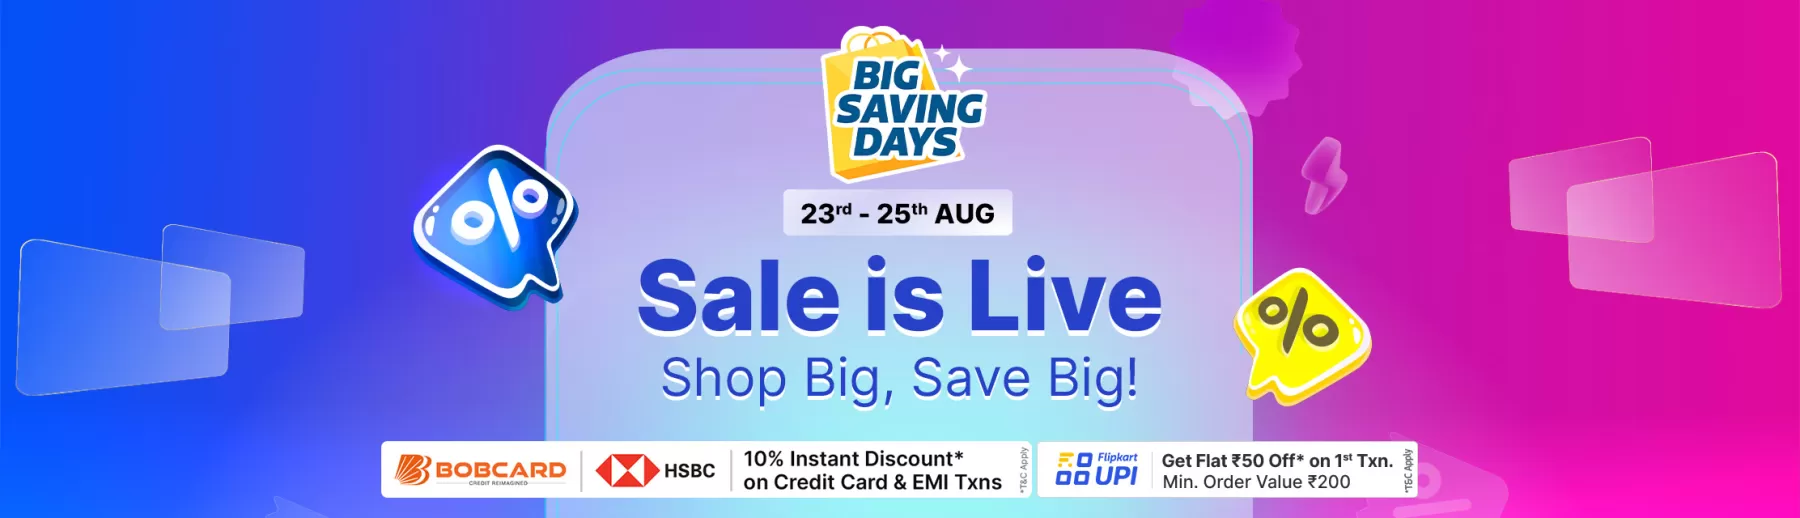 BIG
SAVING
DAYS
23rd - 25th AUG
Sale is Live
Shop Big, Save Big!
BOBCARD
CREDIT REIMAGINED
HSBC
10% Instant Discount*
on Credit Card & EMI Txns
*T&C Apply
Flipkart
UPI
Get Flat ₹50 Off* on 1st Txn.
Min. Order Value ₹200
*T&C Apply